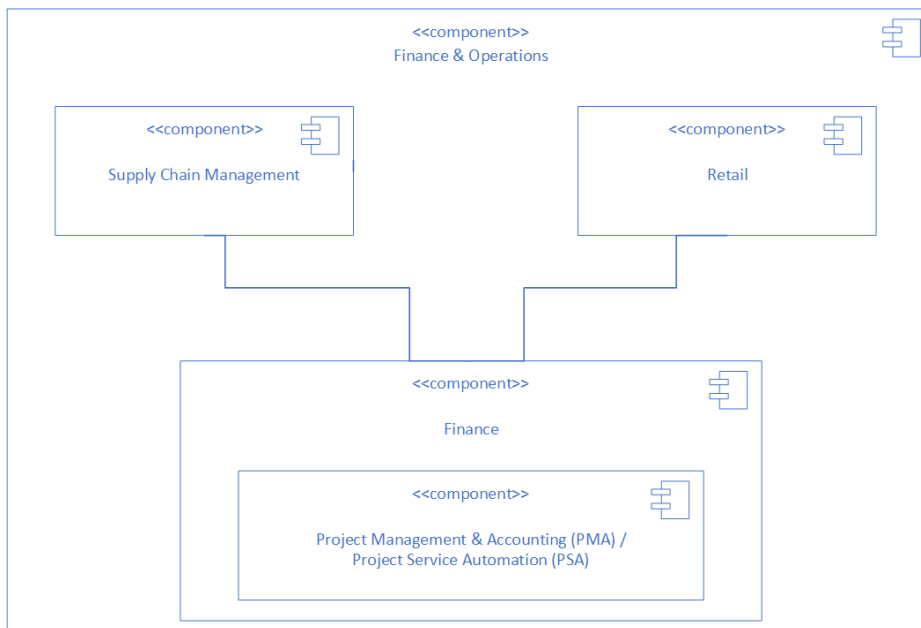 <<component>>
Finance & Operations
<<component>>
Supply Chain Management
<<component>>
Retail
<<component>>
Finance
<<component>>
Project Management & Accounting (PMA) /
Project Service Automation (PSA)